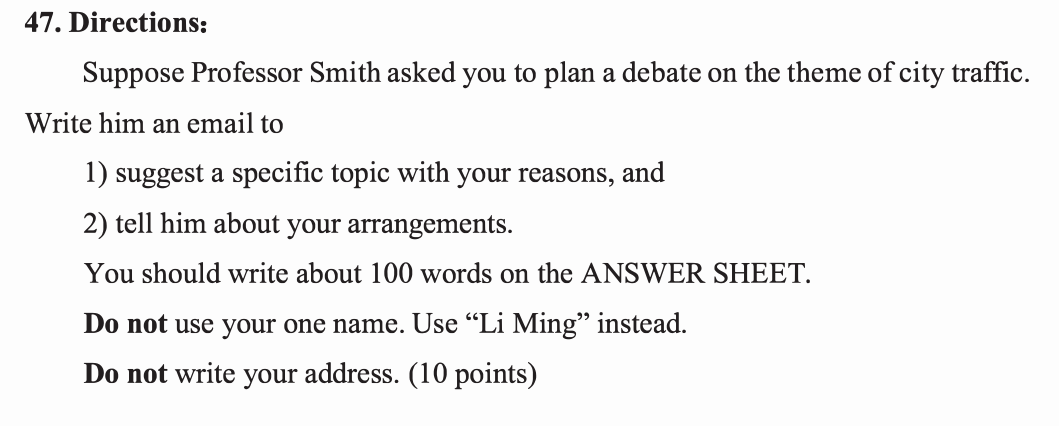 47. Directions:
Suppose Professor Smith asked you to plan a debate on the theme of city traffic.
Write him an email to
1) suggest a specific topic with your reasons, and
2) tell him about your arrangements.
You should write about 100 words on the ANSWER SHEET.
Do not use your one name. Use “Li Ming” instead.
Do not write your address. (10 points)